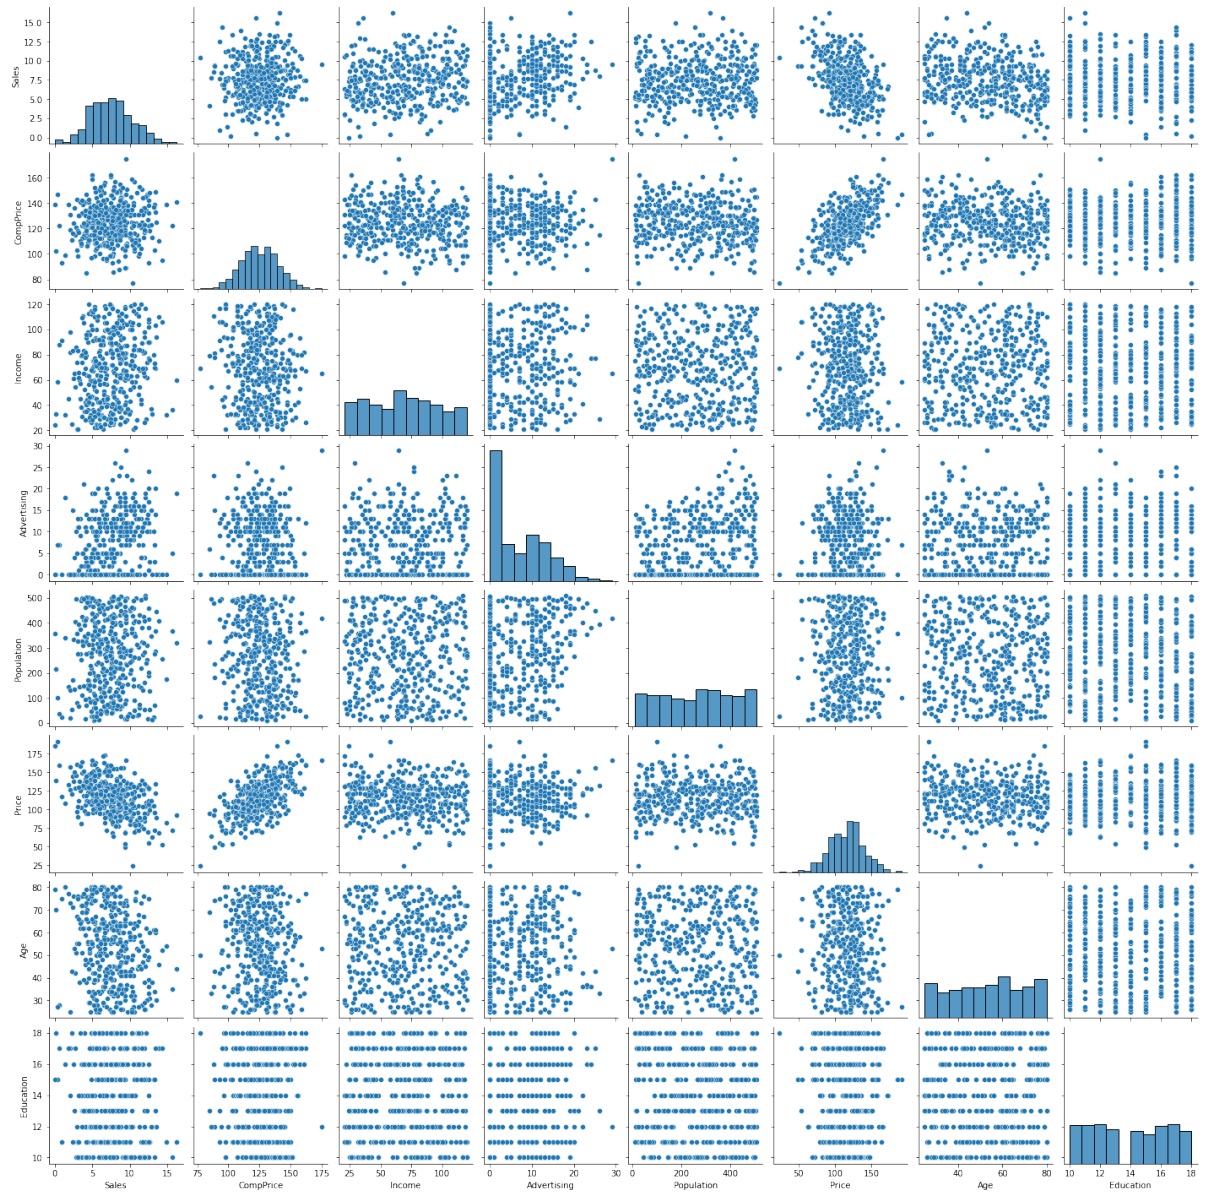 15.0
12.5
10.0
7.5
5.0
2.5
0.0
Sales
160
140
120
100
80
CompPrice
120
100
80
60
40
20
Income
30
25
20
15
10
5
0
Advertising
500
400
300
200
100
0
Population
175
150
125
100
75
50
25
Price
80
70
60
50
40
30
Age
18
16
14
12
10
Education
0 5 10 15
Sales
75 100 125 150 175
CompPrice
25 50 75 100
Income
0 10 20 30
Advertising
0 200 400
Population
50 100 150
Price
40 60 80
Age
10 12 14 16 18
Education